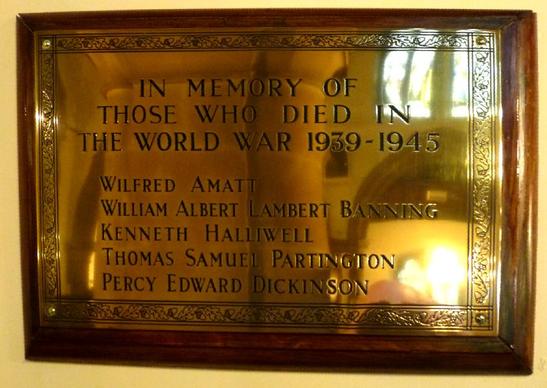 IN MEMORY OF
THOSE WHO DIED IN
THE WORLD WAR 1939-1945
WILFRED AMATT
WILLIAM ALBERT LAMBERT BANNING
KENNETH HALLIWELL
THOMAS SAMUEL PARTINGTON
PERCY EDWARD DICKINSON